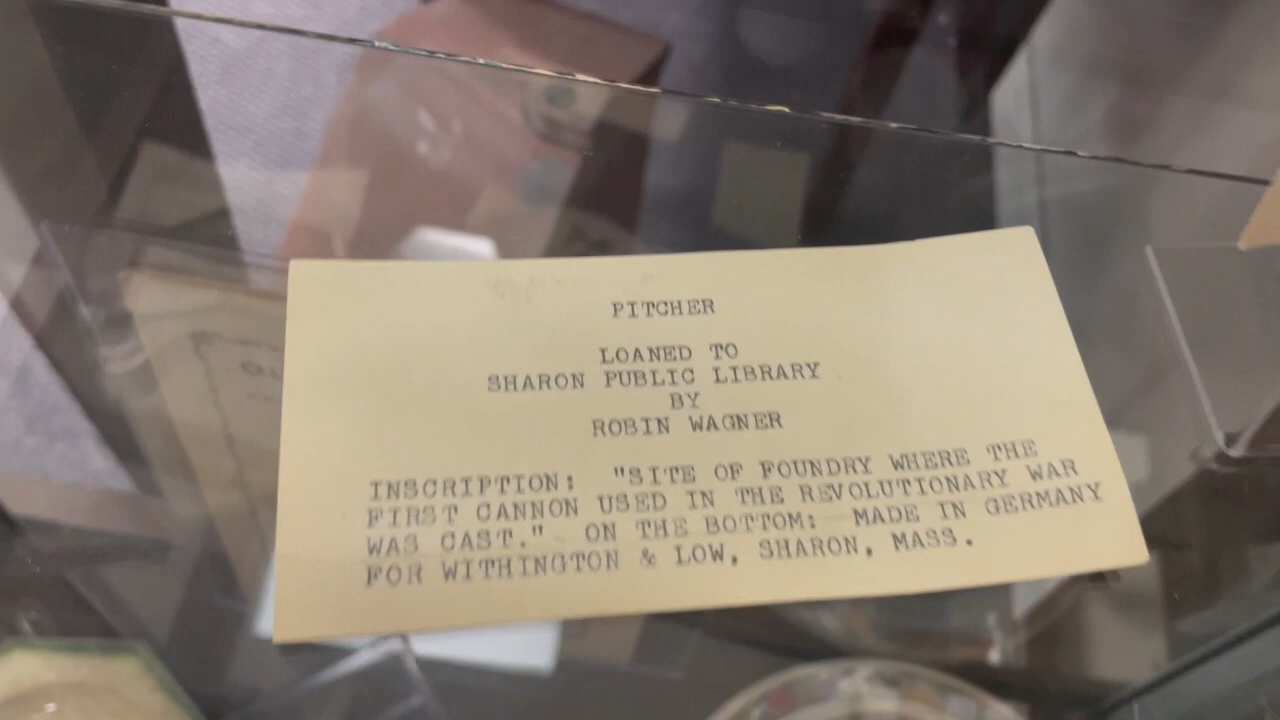 PITCHER
LOANED TO
SHARON PUBLIC LIBRARY
BY
ROBIN WAGNER
INSCRIPTION: "SITE OF FOUNDRY WHERE THE
FIRST CANNON USED IN THE REVOLUTIONARY WAR
WAS CAST." ON THE BOTTOM: MADE IN GERMANY
FOR WITHINGTON & LOW, SHARON, MASS.